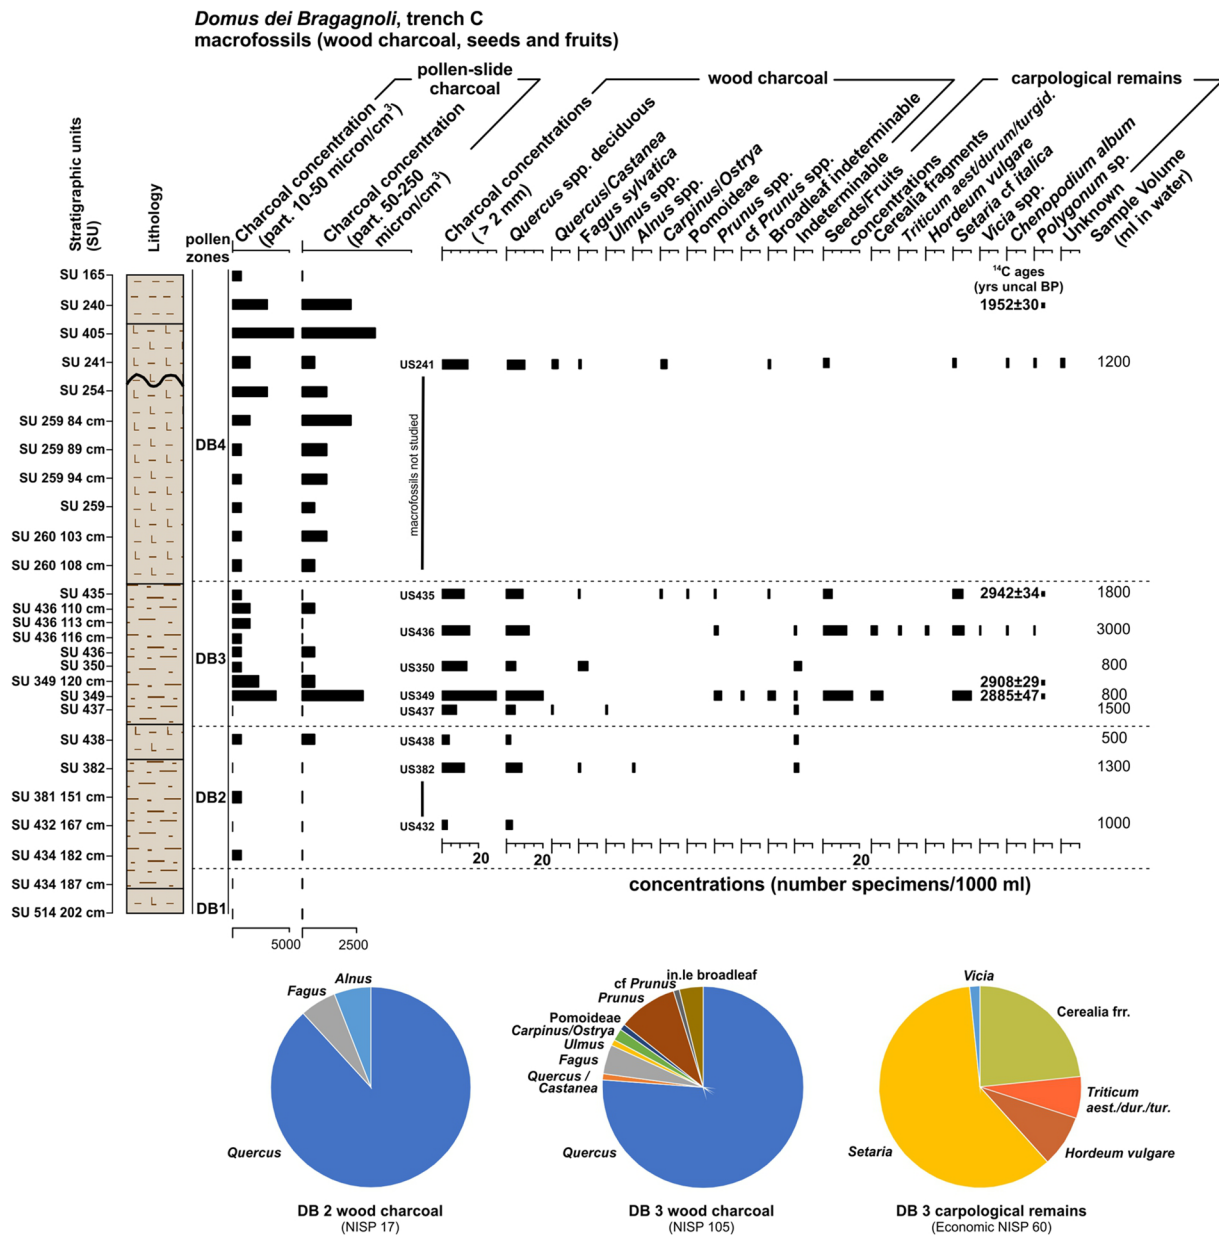 Domus dei Bragagnoli, trench C
macrofossils (wood charcoal, seeds and fruits)
pollen-slide
charcoal
wood charcoal
carpological remains
Stratigraphic units
(SU)
Lithology
pollen
zones
Charcoal concentration
(part. 10-50 micron/cm³)
Charcoal concentration
(part. 50-250
micron/cm³)
Charcoal concentrations
( > 2 mm)
Quercus spp. deciduous
Quercus/Castanea
Fagus sylvatica
Ulmus spp.
Alnus spp.
Carpinus/Ostrya
Pomoideae
Prunus spp.
cf Prunus spp.
Broadleaf indeterminable
Indeterminable
Seeds/Fruits
concentrations
Cerealia fragments
Triticum aest/durum/turgid.
Hordeum vulgare
Setaria cf italica
Vicia spp.
Chenopodium album
Polygonum sp.
Unknown
Sample Volume
(ml in water)
SU 165
¹⁴C ages
(yrs uncal BP)
SU 240
1952±30
SU 405
SU 241
US241
1200
SU 254
SU 259 84 cm
DB4
SU 259 89 cm
SU 259 94 cm
macrofossils not studied
SU 259
SU 260 103 cm
SU 260 108 cm
SU 435
US435
2942±34
1800
SU 436 110 cm
SU 436 113 cm
US436
3000
SU 436 116 cm
SU 436
DB3
SU 350
US350
800
SU 349 120 cm
2908±29
SU 349
US349
2885±47
800
SU 437
US437
1500
SU 438
US438
500
SU 382
US382
1300
SU 381 151 cm
DB2
SU 432 167 cm
US432
1000
SU 434 182 cm
20
20
20
SU 434 187 cm
concentrations (number specimens/1000 ml)
SU 514 202 cm
DB1
5000
2500
Fagus
Alnus
Quercus
DB 2 wood charcoal
(NISP 17)
in.le broadleaf
cf Prunus
Prunus
Pomoideae
Carpinus/Ostrya
Ulmus
Fagus
Quercus /
Castanea
Quercus
DB 3 wood charcoal
(NISP 105)
Vicia
Cerealia frr.
Triticum
aest./dur./tur.
Hordeum vulgare
Setaria
DB 3 carpological remains
(Economic NISP 60)